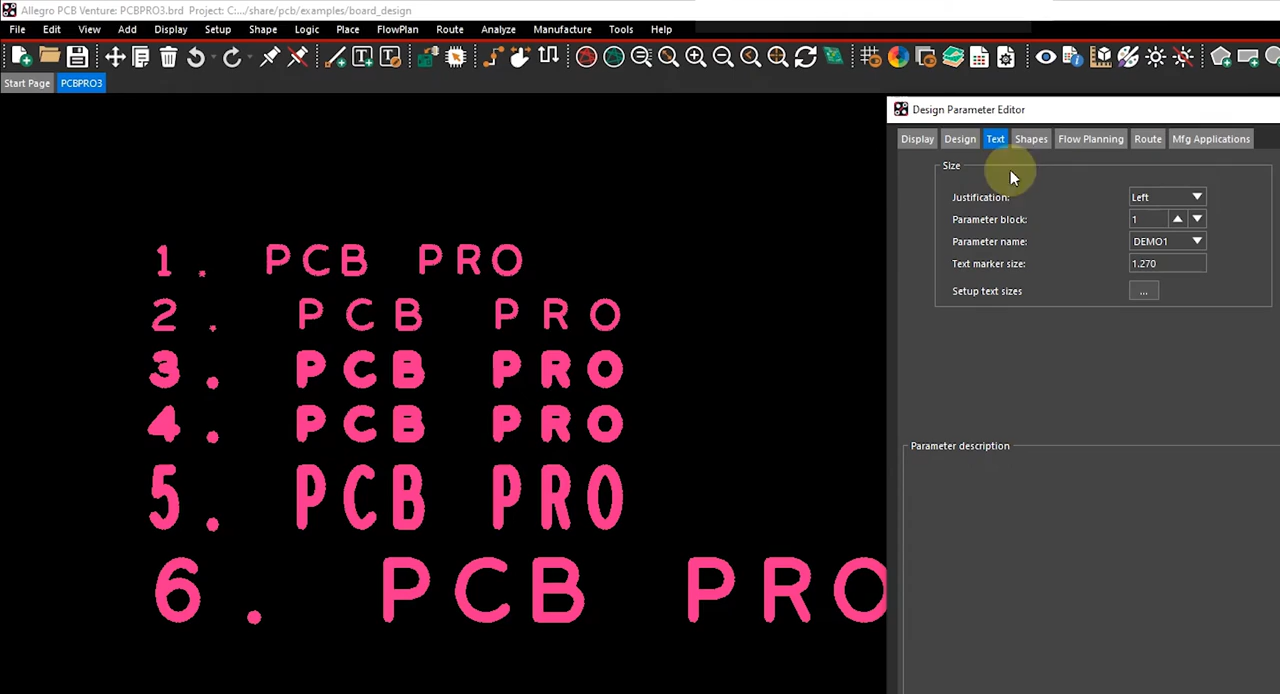 Allegro PCB Venture: PCBPRO3.brd Project: C:.../share/pcb/examples/board_design
File Edit View Add Display Setup Shape Logic Place FlowPlan Route Analyze Manufacture Tools Help
Start Page PCBPRO3
Design Parameter Editor
Display Design Text Shapes Flow Planning Route Mfg Applications
Size
Justification: Left
Parameter block: 1
Parameter name: DEMO1
Text marker size: 1.270
Setup text sizes ...
Parameter description
1. PCB PRO
2. PCB PRO
3. PCB PRO
4. PCB PRO
5. PCB PRO
6. PCB PRO